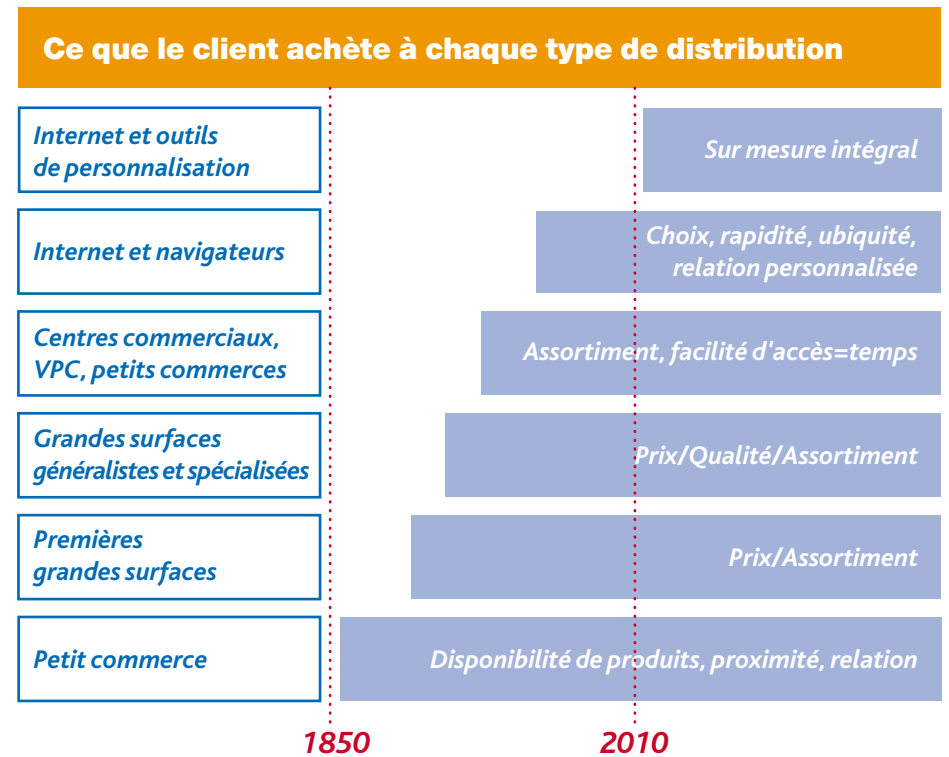 Ce que le client achète à chaque type de distribution
Internet et outils
de personnalisation
Sur mesure intégral
Internet et navigateurs
Choix, rapidité, ubiquité,
relation personnalisée
Centres commerciaux,
VPC, petits commerces
Assortiment, facilité d'accès=temps
Grandes surfaces
généralistes et spécialisées
Prix/Qualité/Assortiment
Premières
grandes surfaces
Prix/Assortiment
Petit commerce
Disponibilité de produits, proximité, relation
1850
2010